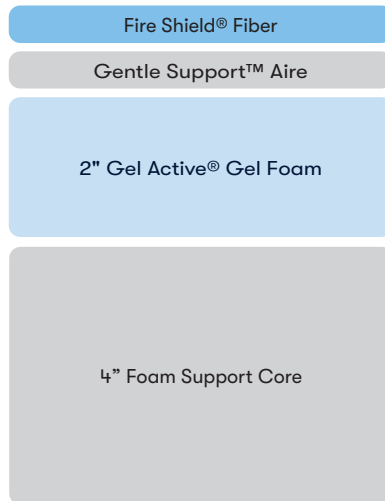 Fire Shield® Fiber
Gentle Support™ Aire
2" Gel Active® Gel Foam
4” Foam Support Core